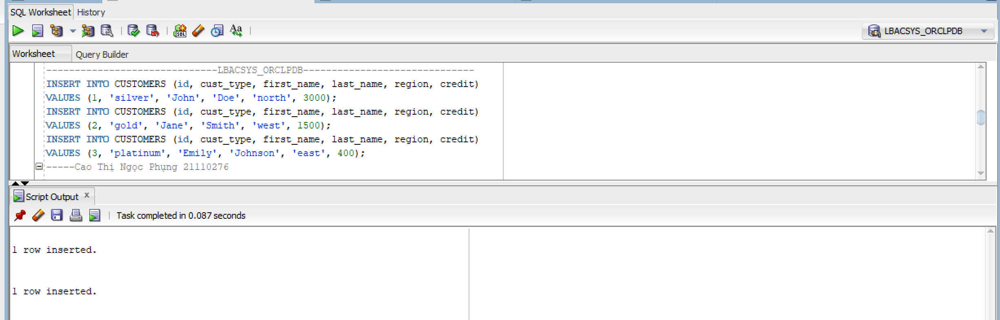 SQL Worksheet History
SQL Aa
LBACSYS_ORCLPDB
Worksheet Query Builder
------------------------------LBACSYS_ORCLPDB------------------------------
INSERT INTO CUSTOMERS (id, cust_type, first_name, last_name, region, credit)
VALUES (1, 'silver', 'John', 'Doe', 'north', 3000);
INSERT INTO CUSTOMERS (id, cust_type, first_name, last_name, region, credit)
VALUES (2, 'gold', 'Jane', 'Smith', 'west', 1500);
INSERT INTO CUSTOMERS (id, cust_type, first_name, last_name, region, credit)
VALUES (3, 'platinum', 'Emily', 'Johnson', 'east', 400);
-----Cao Thị Ngọc Phụng 21110276
Script Output x
Task completed in 0.087 seconds
1 row inserted.
1 row inserted.